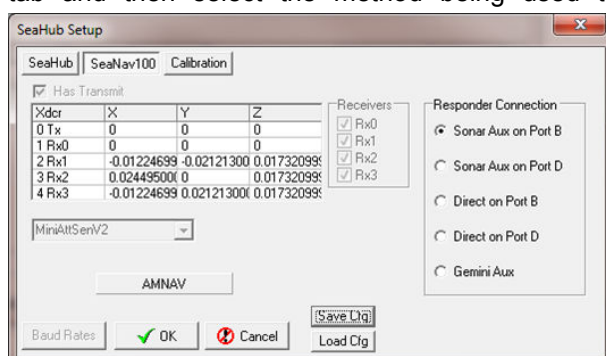 tab and then select the method being used t
SeaHub Setup
SeaHub SeaNav100 Calibration
Has Transmit
Xdcr X Y Z
0 Tx 0 0 0
1 Rx0 0 0 0
2 Rx1 -0.01224699 -0.02121300 0.01732099
3 Rx2 0.02449500 0 0.01732099
4 Rx3 -0.01224699 0.02121300 0.01732099
Receivers
Rx0
Rx1
Rx2
Rx3
Responder Connection
Sonar Aux on Port B
Sonar Aux on Port D
Direct on Port B
Direct on Port D
Gemini Aux
MiniAttSenV2
AMNAV
Baud Rates OK Cancel
Save Cfg
Load Cfg